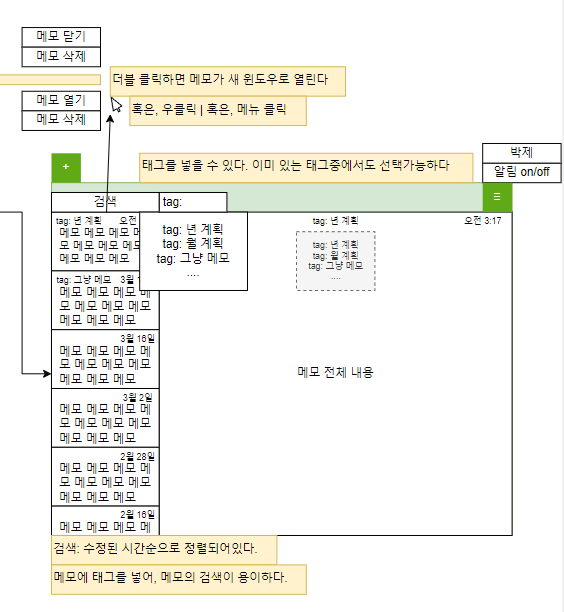 메모 닫기
메모 삭제
더블 클릭하면 메모가 새 윈도우로 열린다
메모 열기
메모 삭제
혹은, 우클릭 | 혹은, 메뉴 클릭
박제
알림 on/off
+
태그를 넣을 수 있다. 이미 있는 태그중에서도 선택가능하다
☰
검색
tag:
tag: 년 계획 오전
메모 메모 메모
모 메모 메모 메모
메모 메모 메모
tag: 년 계획
tag: 월 계획
tag: 그냥 메모
....
tag: 년 계획
오전 3:17
tag: 년 계획
tag: 월 계획
tag: 그냥 메모
....
tag: 그냥 메모 3월
메모 메모 메모 메
모 메모 메모 메모
메모 메모 메모
3월 16일
메모 메모 메모 메
모 메모 메모 메모
메모 메모 메모
메모 전체 내용
3월 2일
메모 메모 메모 메
모 메모 메모 메모
메모 메모 메모
2월 28일
메모 메모 메모 메
모 메모 메모 메모
메모 메모 메모
2월 16일
메모 메모 메모 메
검색: 수정된 시간순으로 정렬되어있다.
메모에 태그를 넣어, 메모의 검색이 용이하다.